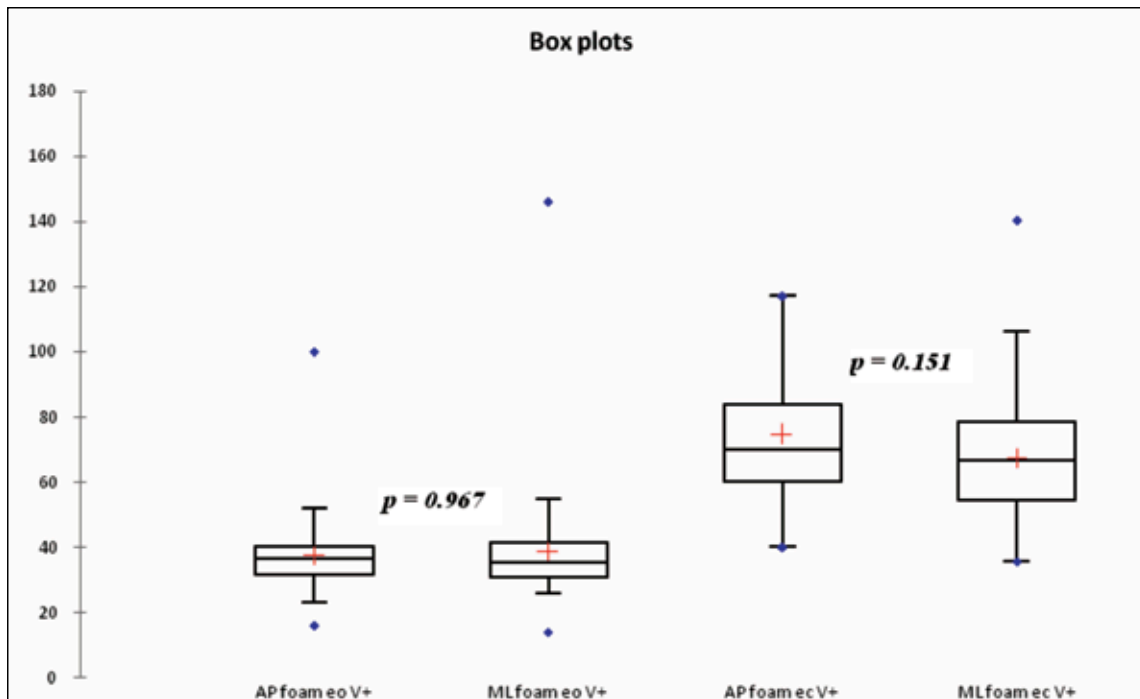 Box plots
180
160
140
120
100
80
60
40
20
0
p = 0.151
p = 0.967
AP foam eo V+
ML foam eo V+
AP foam ec V+
ML foam ec V+